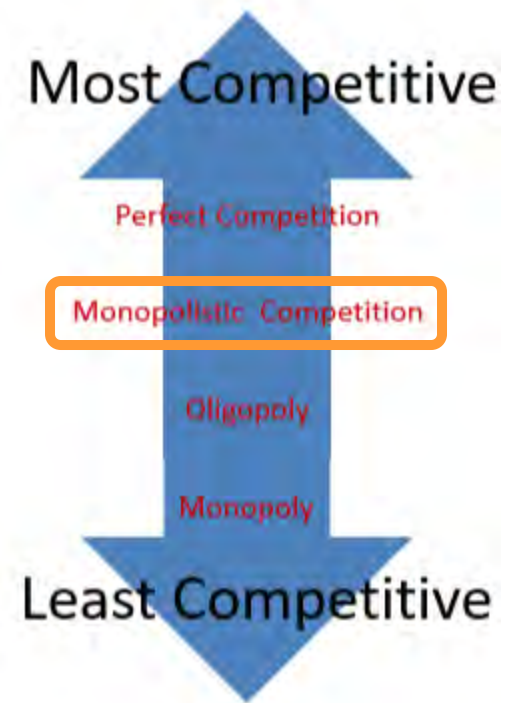 Most Competitive
Perfect Competition
Monopolistic Competition
Oligopoly
Monopoly
Least Competitive